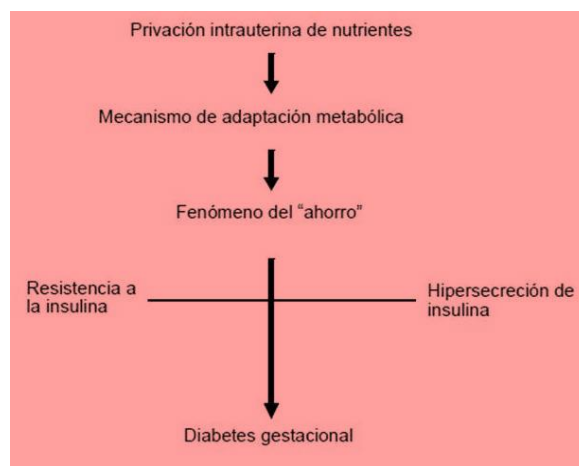 Privación intrauterina de nutrientes
Mecanismo de adaptación metabólica
Fenómeno del “ahorro”
Resistencia a
la insulina
Hipersecreción de
insulina
Diabetes gestacional